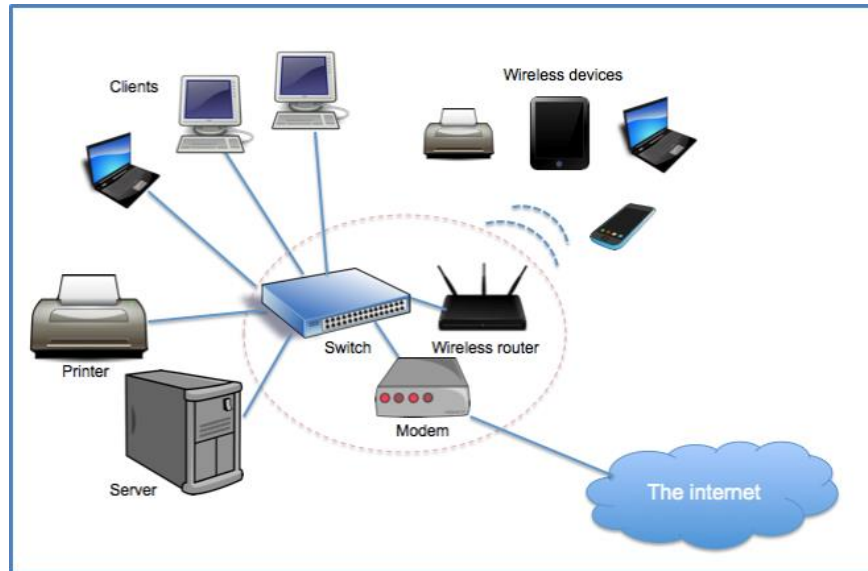 Clients
Wireless devices
Switch
Wireless router
Printer
Modem
Server
The internet